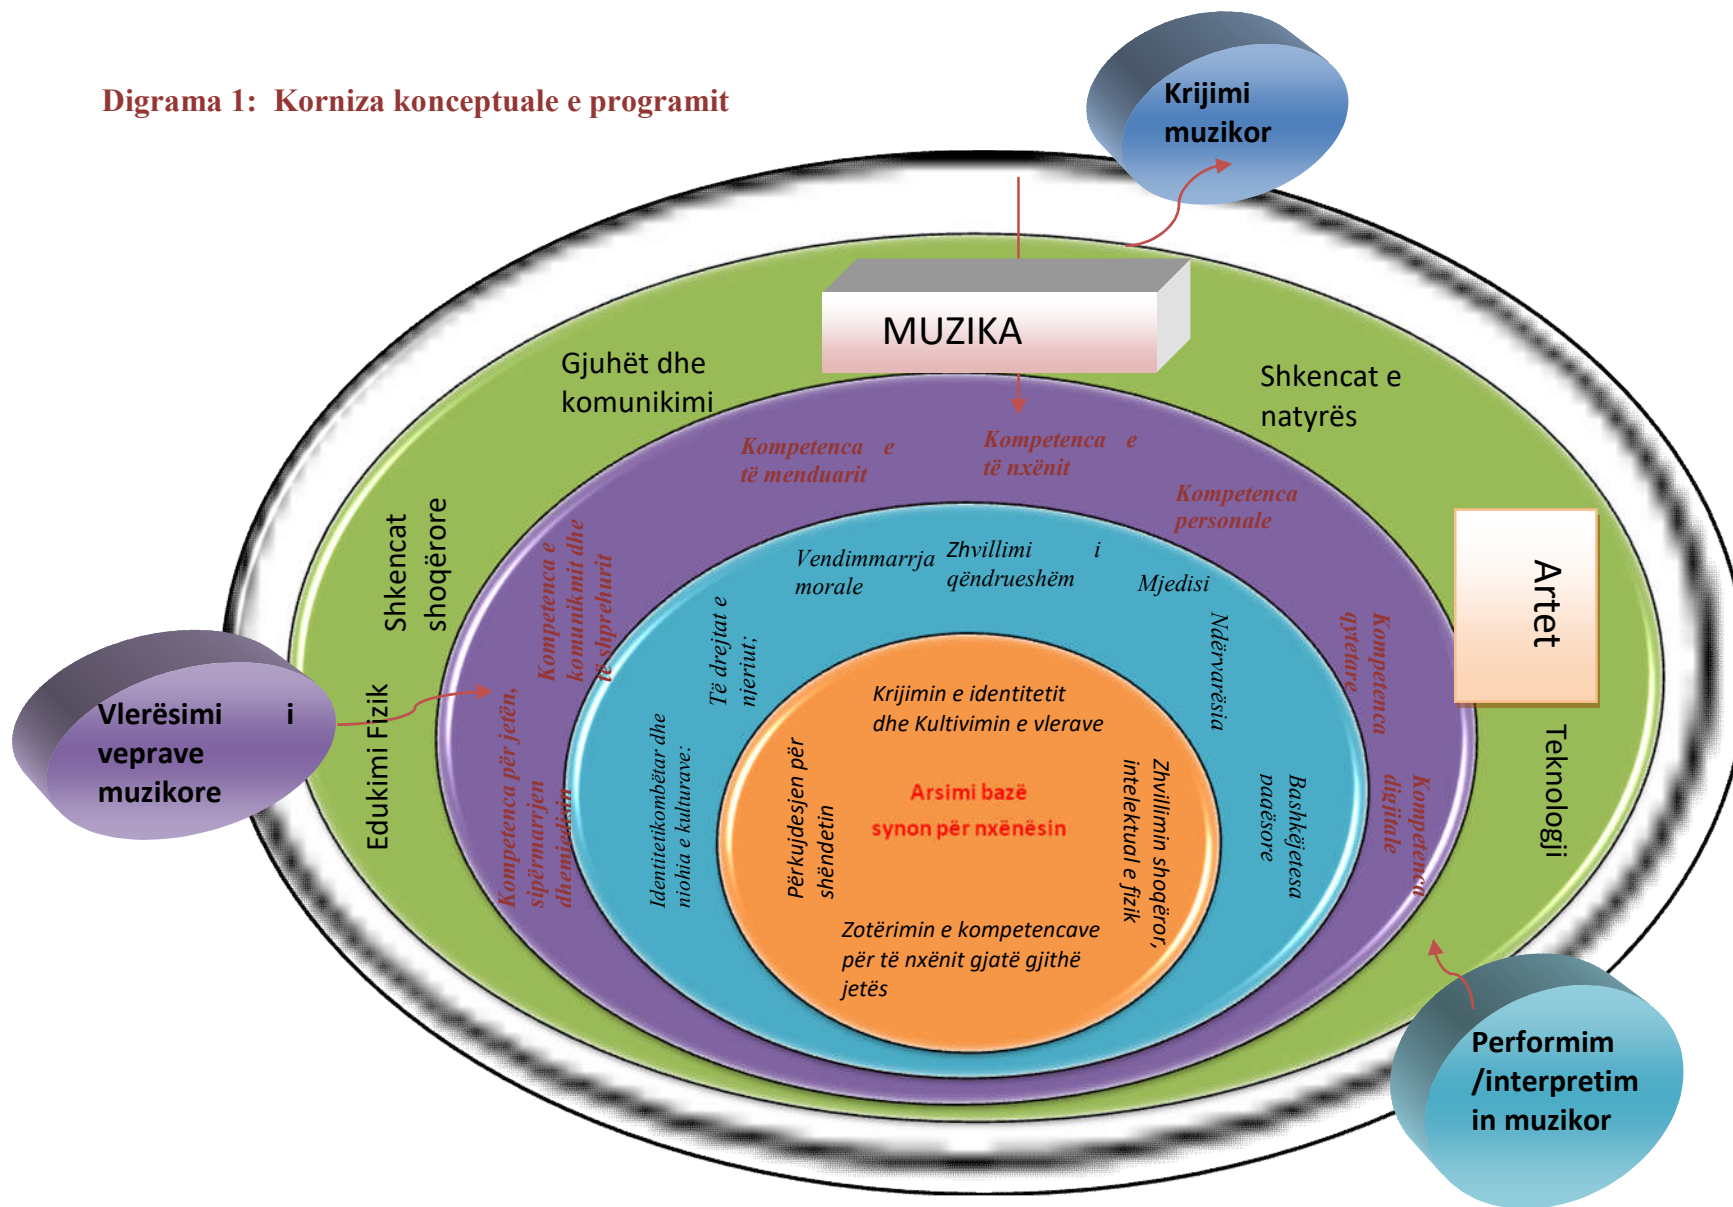 Digrama 1: Korniza konceptuale e programit
Krijimi
muzikor
MUZIKA
Gjuhët dhe
komunikimi
Shkencat e
natyrës
Kompetenca e
të menduarit
Kompetenca e
të nxënit
Kompetenca
personale
Shkencat
shoqërore
Kompetenca e
komunikmit dhe
të shprehurit
Vendimmarrja
morale
Zhvillimi i
qëndrueshëm
Mjedisi
Ndërvarësia
Kompetenca
qytetare
Artet
Të drejtat e
njeriut;
Krijimin e identitetit
dhe Kultivimin e vlerave
Vlerësimi i
veprave
muzikore
Edukimi Fizik
Kompetenca për jetën,
sipërmarrjen
dhemjedisin
Identitetikombëtar dhe
niohia e kulturave:
Përkujdesjen për
shëndetin
Arsimi bazë
synon për nxënësin
Zhvillimin shoqëror,
intelektual e fizik
Bashkëjetesa
paqësore
Kompetenca
digjitale
Teknologji
Zotërimin e kompetencave
për të nxënit gjatë gjithë
jetës
Performim
/interpretim
in muzikor